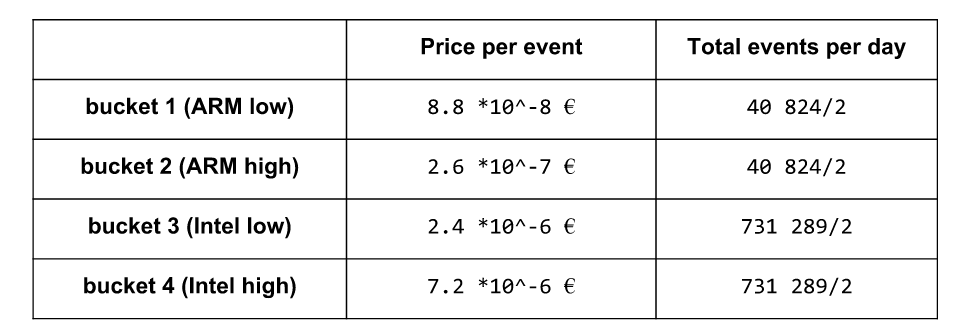 Price per event Total events per day
bucket 1 (ARM low) 8.8 *10^-8 € 40 824/2
bucket 2 (ARM high) 2.6 *10^-7 € 40 824/2
bucket 3 (Intel low) 2.4 *10^-6 € 731 289/2
bucket 4 (Intel high) 7.2 *10^-6 € 731 289/2